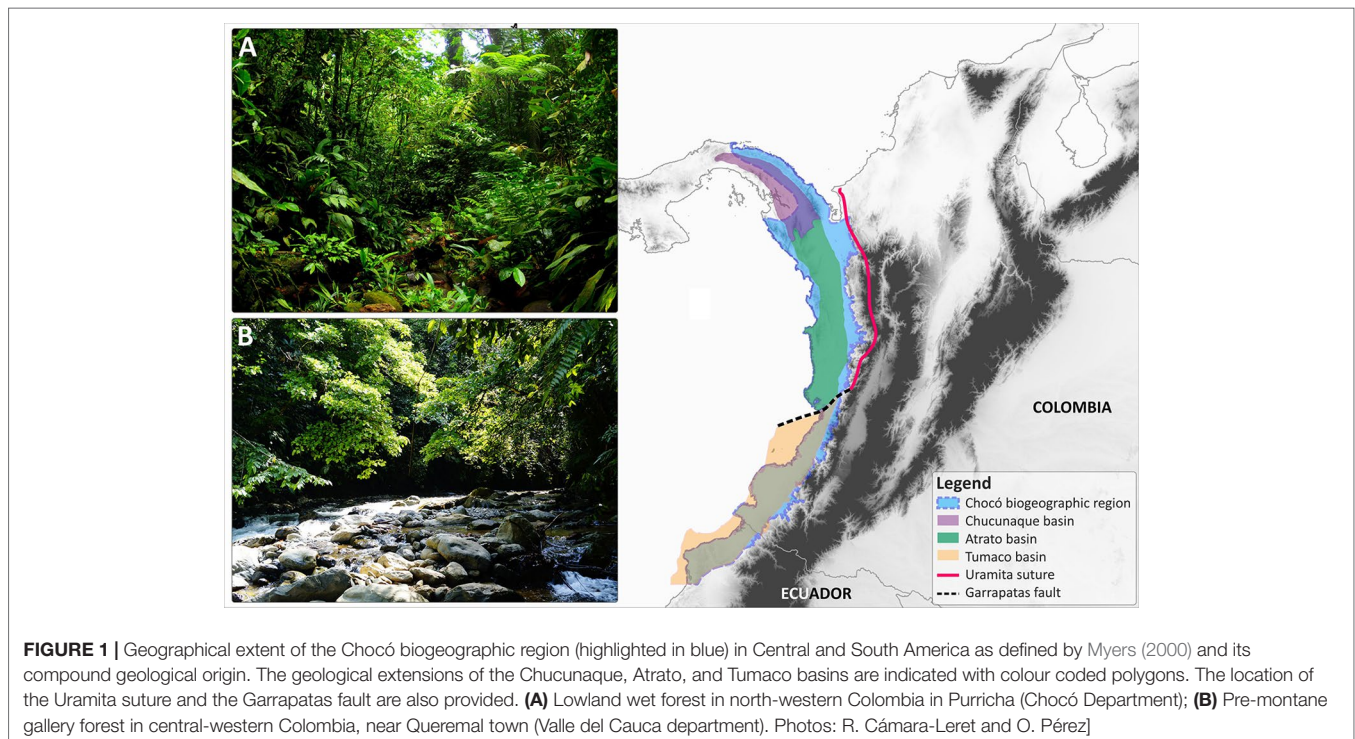 A
B
COLOMBIA
ECUADOR
Legend
Chocó biogeographic region
Chucunaque basin
Atrato basin
Tumaco basin
Uramita suture
Garrapatas fault
FIGURE 1 | Geographical extent of the Chocó biogeographic region (highlighted in blue) in Central and South America as defined by Myers (2000) and its
compound geological origin. The geological extensions of the Chucunaque, Atrato, and Tumaco basins are indicated with colour coded polygons. The location of
the Uramita suture and the Garrapatas fault are also provided. (A) Lowland wet forest in north-western Colombia in Purricha (Chocó Department); (B) Pre-montane
gallery forest in central-western Colombia, near Queremal town (Valle del Cauca department). Photos: R. Cámara-Leret and O. Pérez]